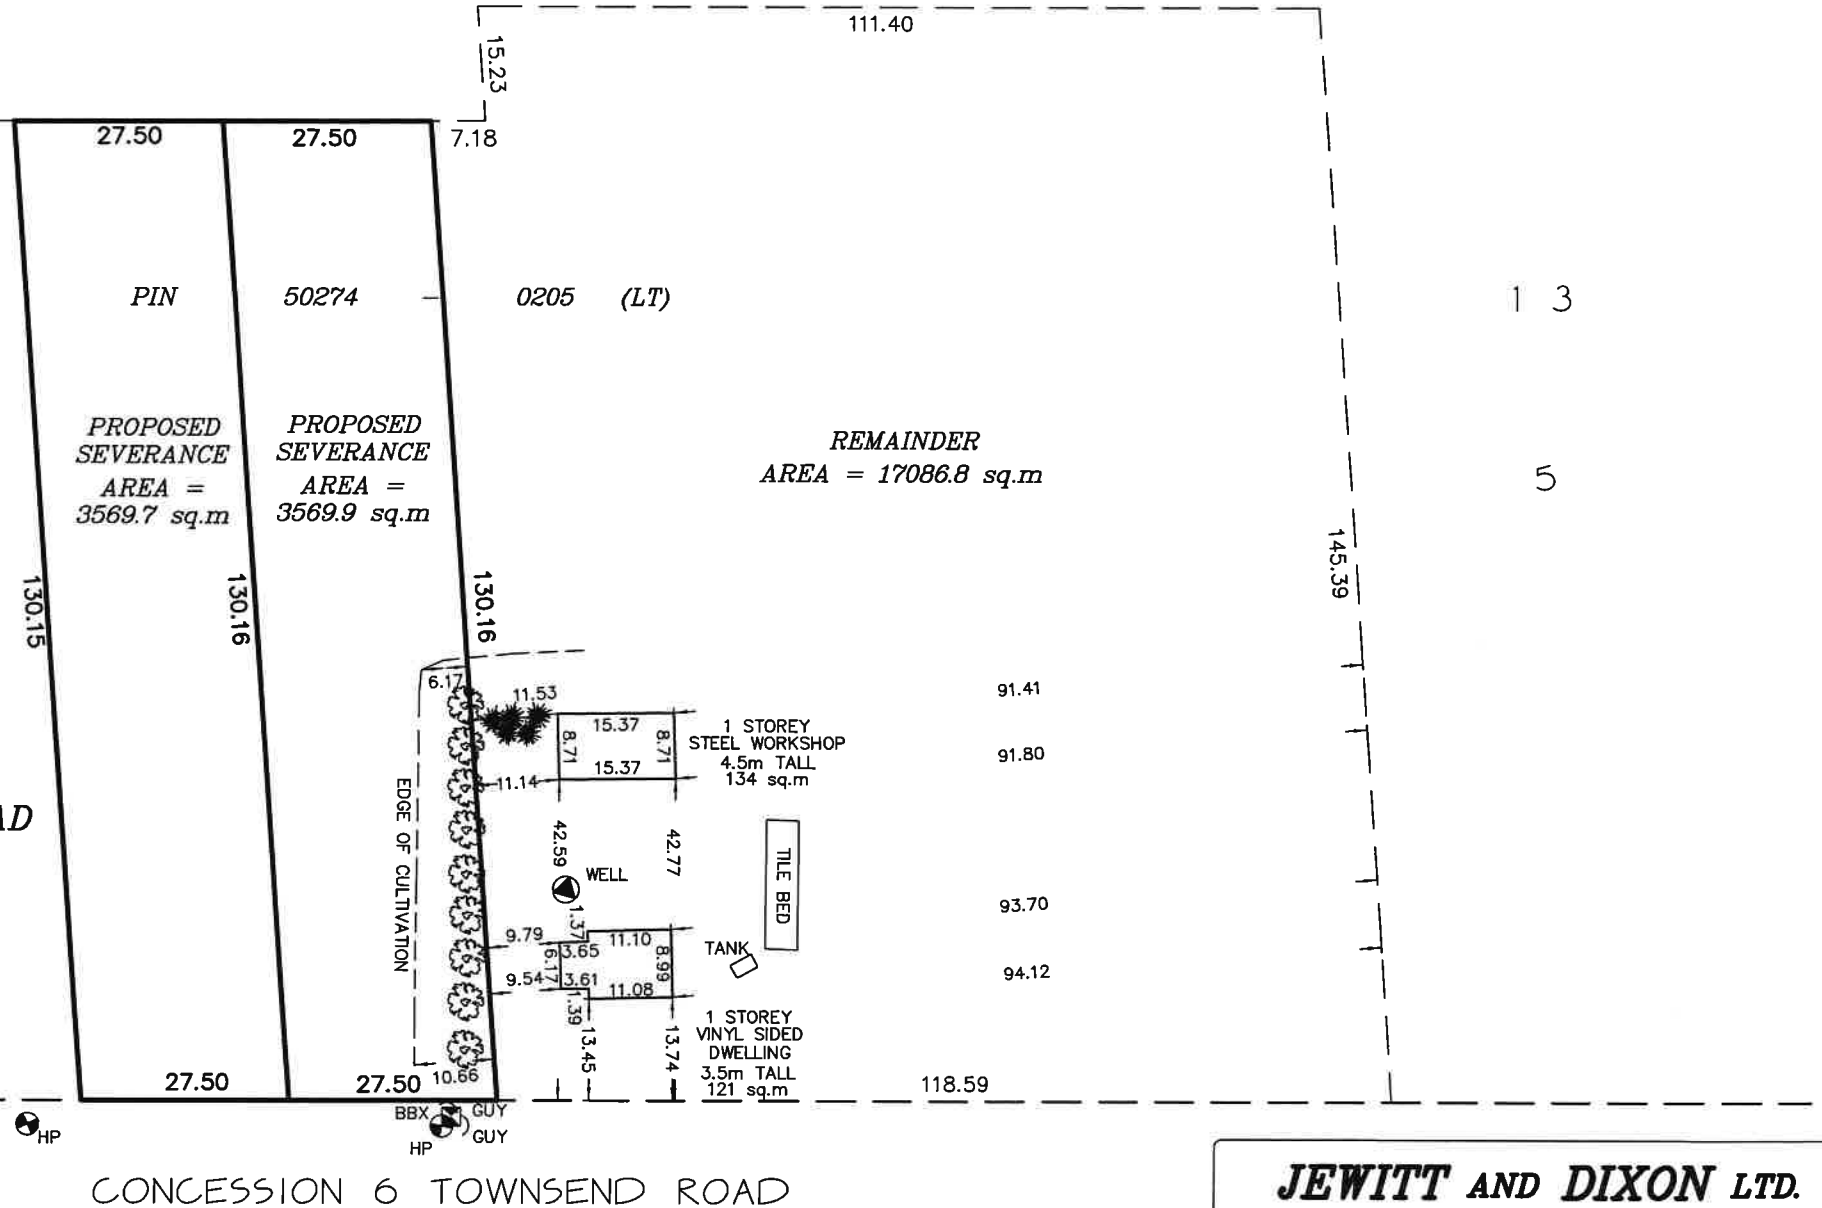 111.40
15.23
27.50
27.50
7.18
PIN 50274 - 0205 (LT)
1 3
PROPOSED
SEVERANCE
AREA =
3569.7 sq.m
PROPOSED
SEVERANCE
AREA =
3569.9 sq.m
REMAINDER
AREA = 17086.8 sq.m
5
130.15
130.16
130.16
145.39
6.17
11.53
15.37
8.71
8.71
15.37
11.14
1 STOREY
STEEL WORKSHOP
4.5m TALL
134 sq.m
91.41
91.80
AD
EDGE OF CULTIVATION
42.59
42.77
WELL
TILE BED
1.37
9.79
3.65
11.10
6.17
8.99
9.54
3.61
11.08
1.39
13.45
13.74
TANK
93.70
94.12
1 STOREY
VINYL SIDED
DWELLING
3.5m TALL
121 sq.m
27.50
27.50
10.66
118.59
HP
BBX
GUY
GUY
HP
CONCESSION 6 TOWNSEND ROAD
JEWITT AND DIXON LTD.